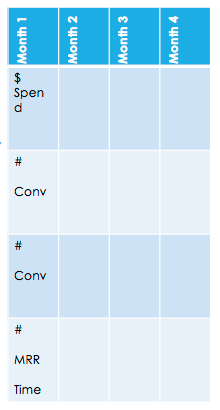 Month 1
Month 2
Month 3
Month 4
$
Spen
d
#
Conv
#
Conv
#
MRR
Time